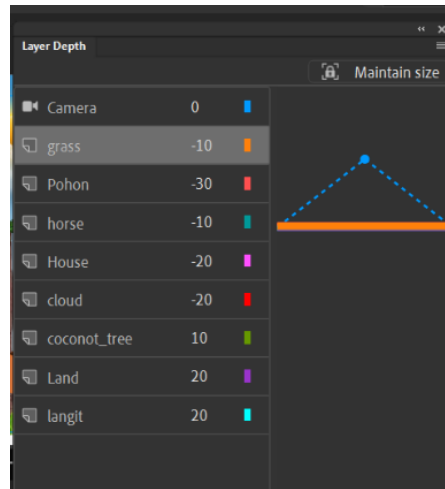 Layer Depth
Maintain size
Camera 0
grass -10
Pohon -30
horse -10
House -20
cloud -20
coconot_tree 10
Land 20
langit 20